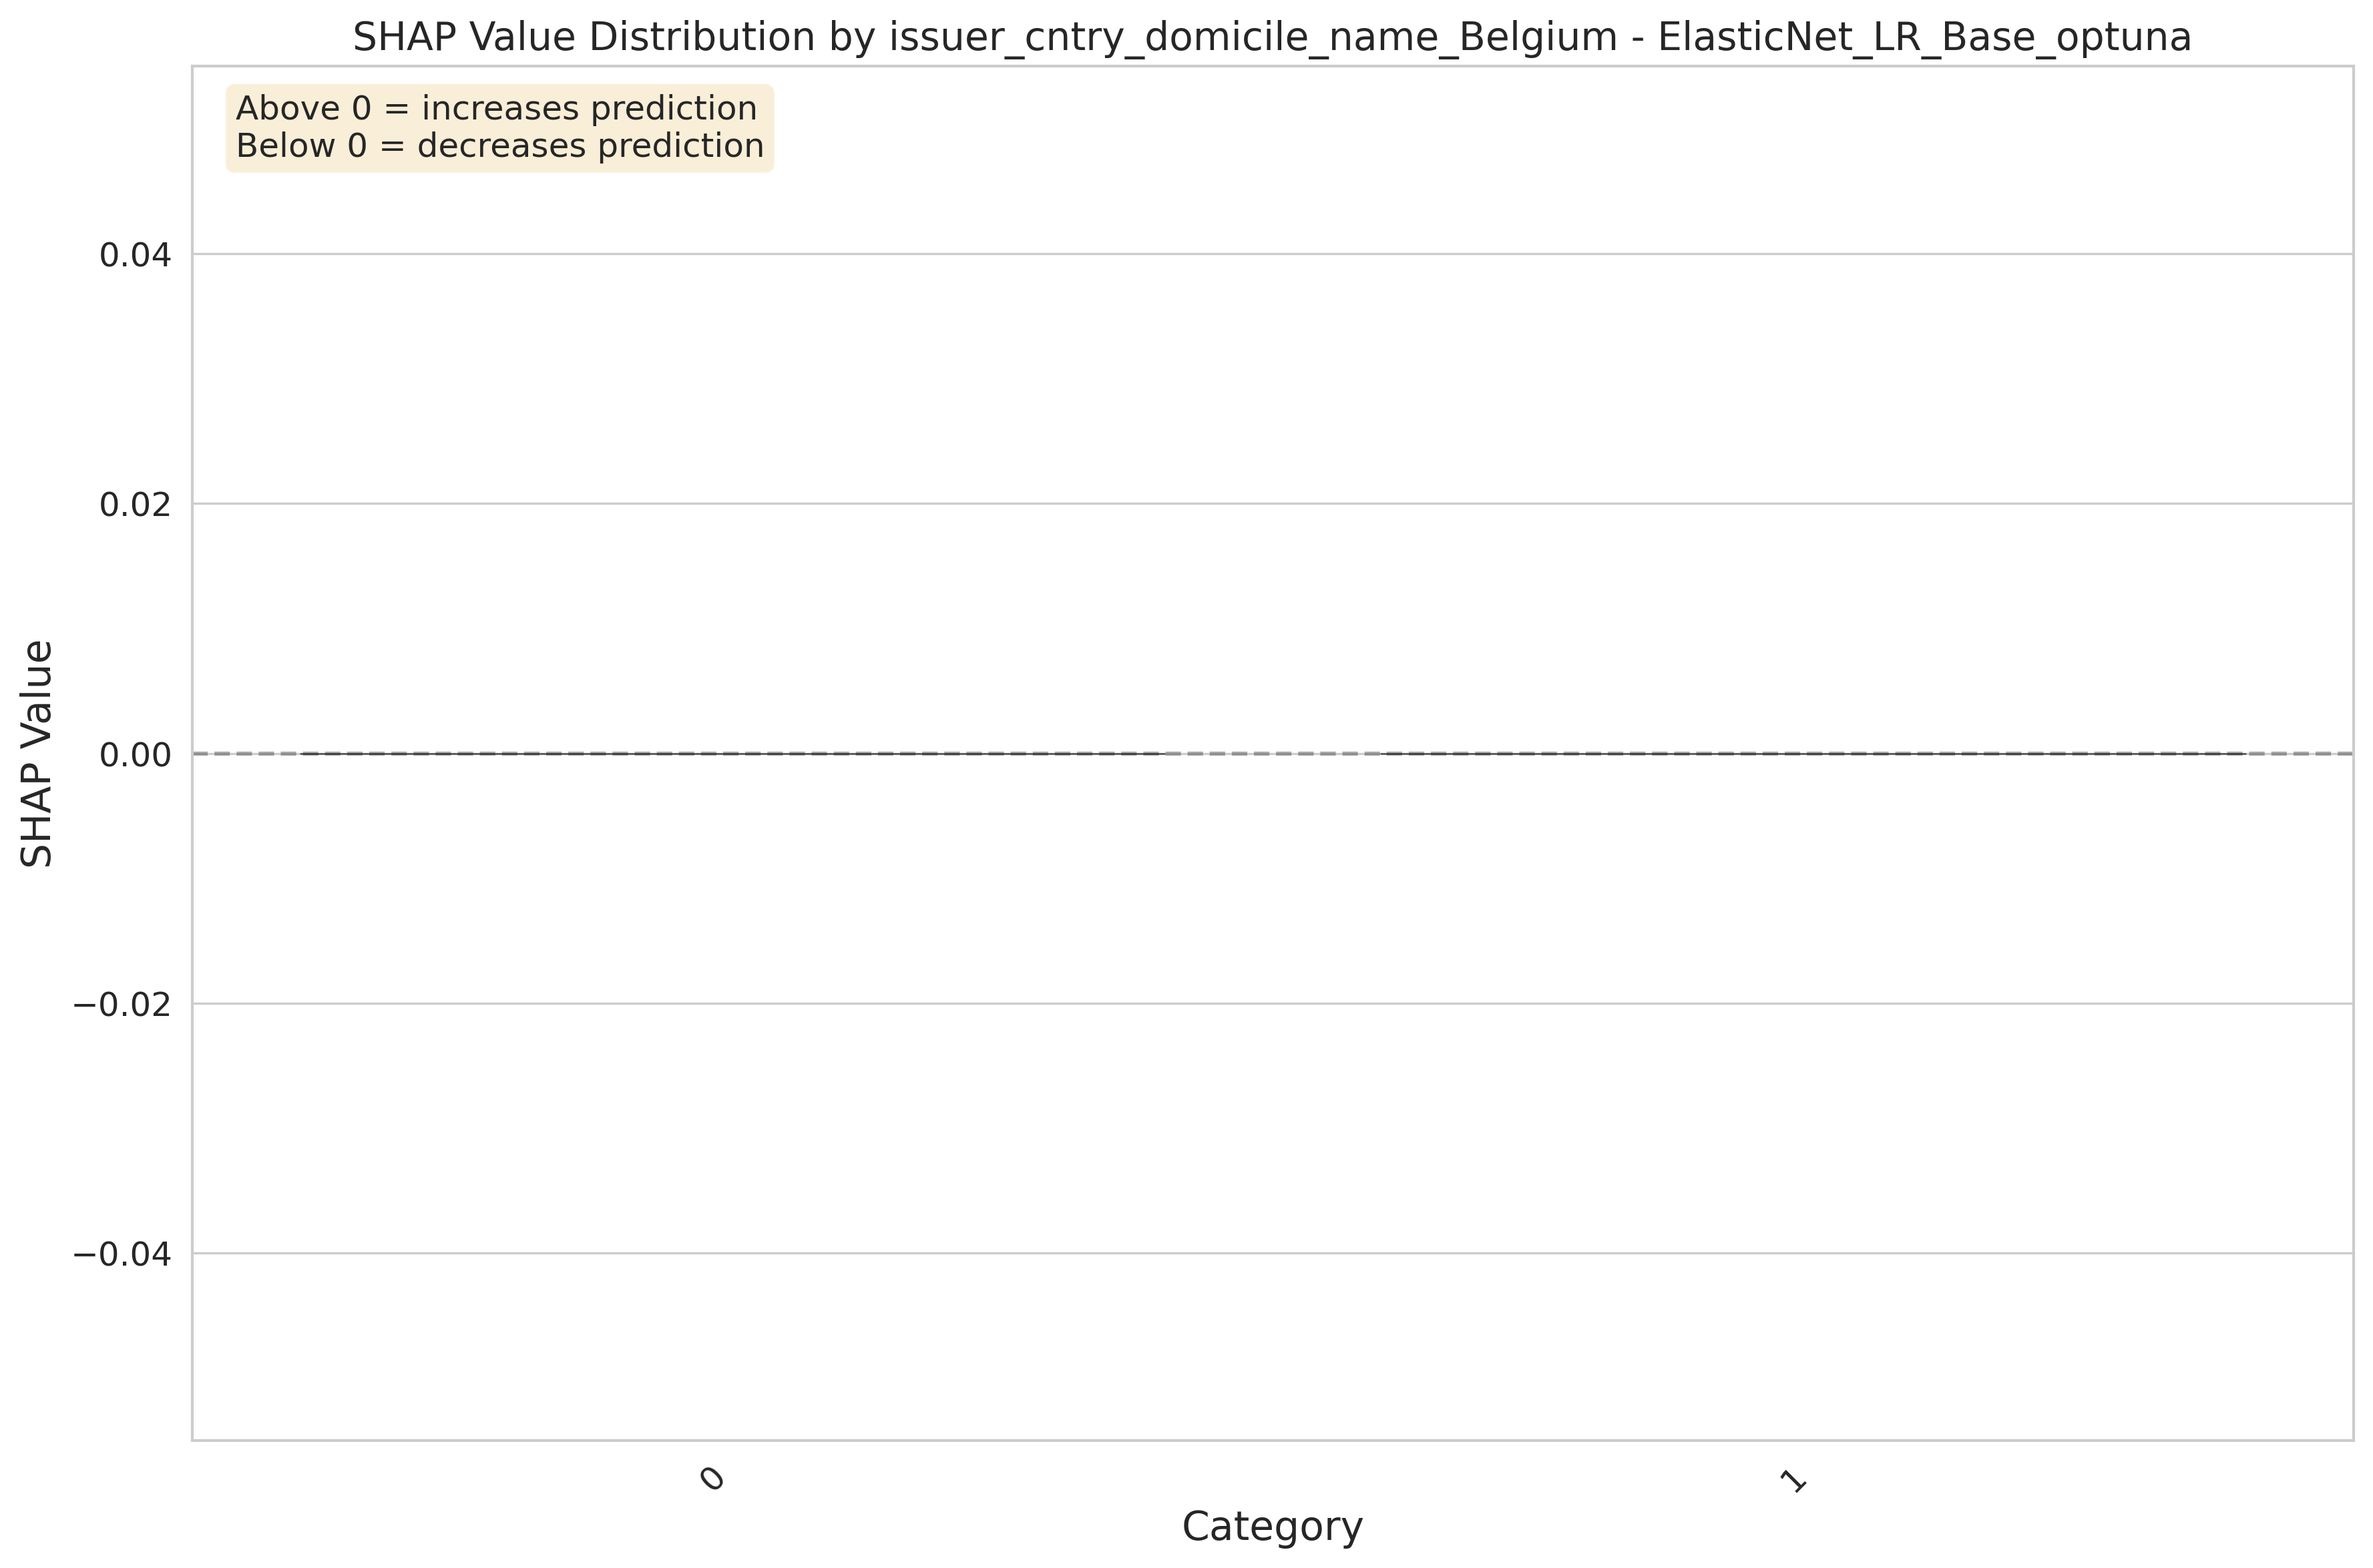 SHAP Value Distribution by issuer_cntry_domicile_name_Belgium - ElasticNet_LR_Base_optuna
Above 0 = increases prediction
Below 0 = decreases prediction
0.04
0.02
0.00
−0.02
−0.04
SHAP Value
0
1
Category